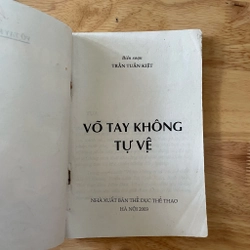 Biên soạn
TRẦN TUẤN KIỆT
VÕ TAY KHÔNG
TỰ VỆ
NHÀ XUẤT BẢN THỂ DỤC THỂ THAO